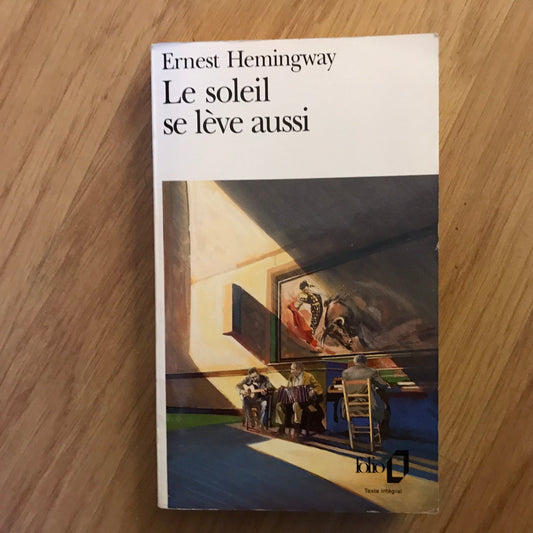 Ernest Hemingway
Le soleil
se lève aussi
folio
Texte intégral